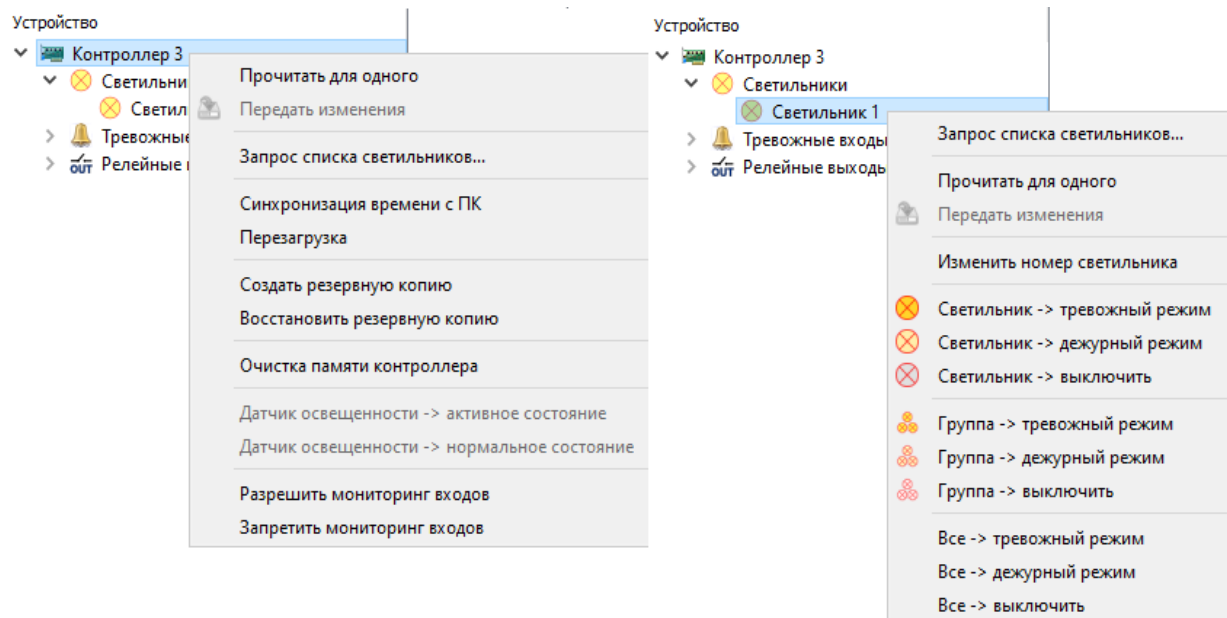 Устройство
Контроллер 3
Светильни
Светил
Тревожные
Релейные
Прочитать для одного
Передать изменения
Запрос списка светильников...
Синхронизация времени с ПК
Перезагрузка
Создать резервную копию
Восстановить резервную копию
Очистка памяти контроллера
Датчик освещенности -> активное состояние
Датчик освещенности -> нормальное состояние
Разрешить мониторинг входов
Запретить мониторинг входов
Устройство
Контроллер 3
Светильники
Светильник 1
Тревожные входы
OUT Релейные выходы
Запрос списка светильников...
Прочитать для одного
Передать изменения
Изменить номер светильника
Светильник -> тревожный режим
Светильник -> дежурный режим
Светильник -> выключить
Группа -> тревожный режим
Группа -> дежурный режим
Группа -> выключить
Все -> тревожный режим
Все -> дежурный режим
Все -> выключить